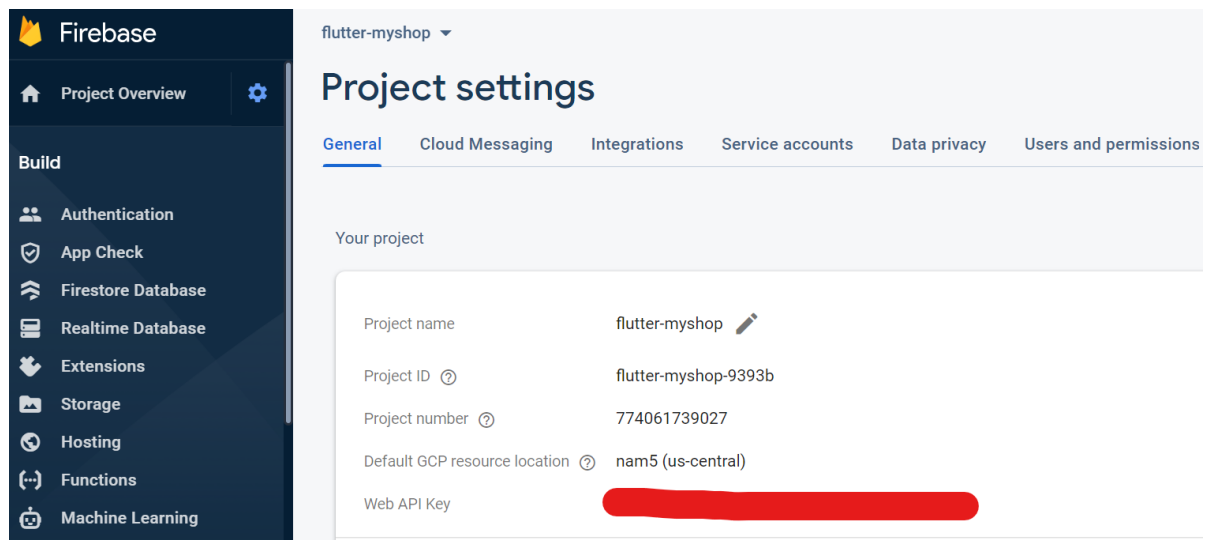 Firebase
Project Overview
Build
Authentication
App Check
Firestore Database
Realtime Database
Extensions
Storage
Hosting
Functions
Machine Learning
flutter-myshop
Project settings
General Cloud Messaging Integrations Service accounts Data privacy Users and permissions
Your project
Project name flutter-myshop
Project ID ? flutter-myshop-9393b
Project number ? 774061739027
Default GCP resource location ? nam5 (us-central)
Web API Key